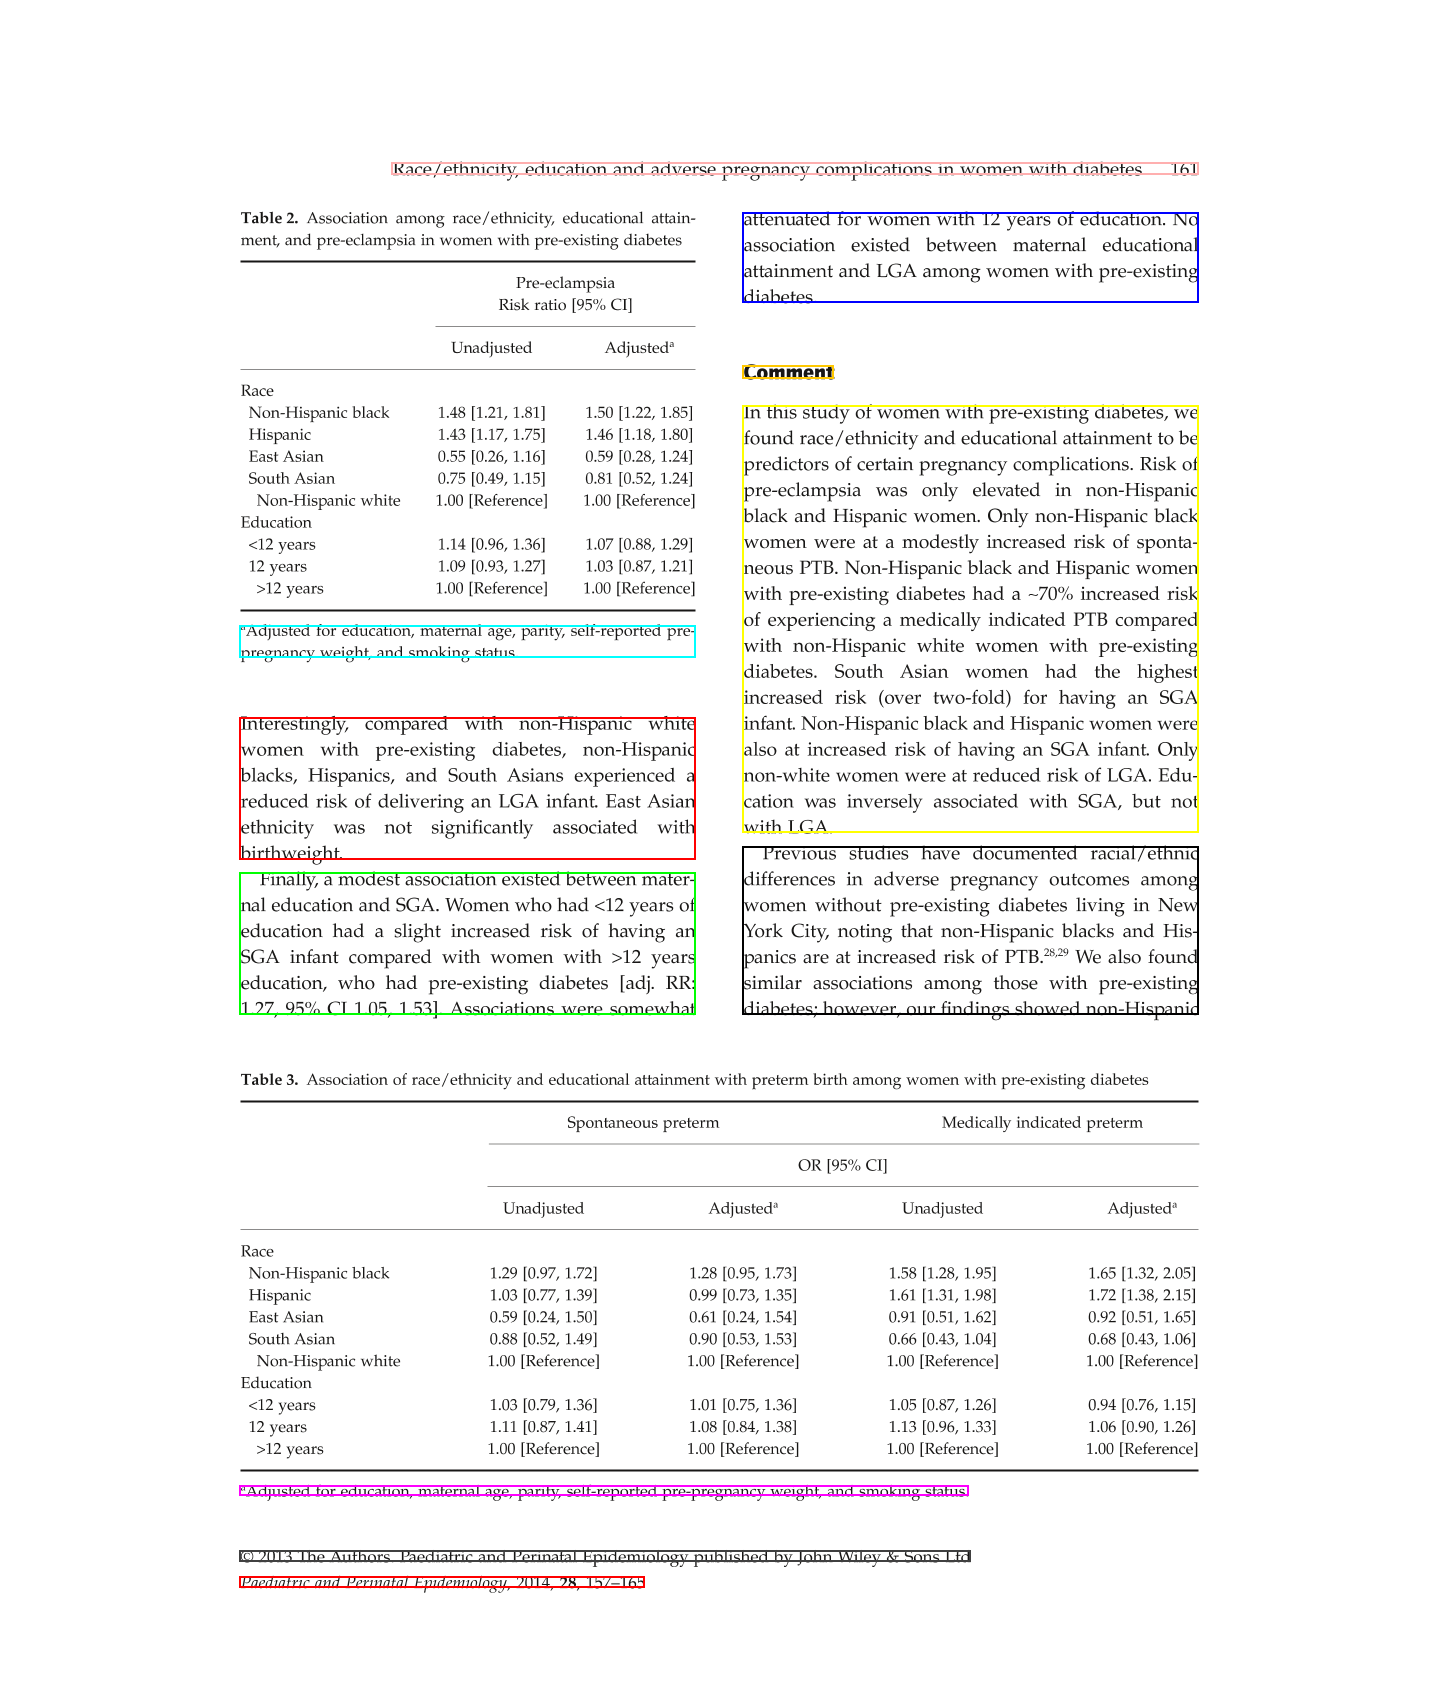 Race/ethnicity, education and adverse pregnancy complications in women with diabetes 161
Table 2. Association among race/ethnicity, educational attain-
ment, and pre-eclampsia in women with pre-existing diabetes
Pre-eclampsia
Risk ratio [95% CI]
Unadjusted Adjustedᵃ
Race
Non-Hispanic black 1.48 [1.21, 1.81] 1.50 [1.22, 1.85]
Hispanic 1.43 [1.17, 1.75] 1.46 [1.18, 1.80]
East Asian 0.55 [0.26, 1.16] 0.59 [0.28, 1.24]
South Asian 0.75 [0.49, 1.15] 0.81 [0.52, 1.24]
Non-Hispanic white 1.00 [Reference] 1.00 [Reference]
Education
<12 years 1.14 [0.96, 1.36] 1.07 [0.88, 1.29]
12 years 1.09 [0.93, 1.27] 1.03 [0.87, 1.21]
>12 years 1.00 [Reference] 1.00 [Reference]
ᵃAdjusted for education, maternal age, parity, self-reported pre-
pregnancy weight, and smoking status.
Interestingly, compared with non-Hispanic white
women with pre-existing diabetes, non-Hispanic
blacks, Hispanics, and South Asians experienced a
reduced risk of delivering an LGA infant. East Asian
ethnicity was not significantly associated with
birthweight.
Finally, a modest association existed between mater-
nal education and SGA. Women who had <12 years of
education had a slight increased risk of having an
SGA infant compared with women with >12 years
education, who had pre-existing diabetes [adj. RR:
1.27, 95% CI 1.05, 1.53]. Associations were somewhat
attenuated for women with 12 years of education. No
association existed between maternal educational
attainment and LGA among women with pre-existing
diabetes.
Comment
In this study of women with pre-existing diabetes, we
found race/ethnicity and educational attainment to be
predictors of certain pregnancy complications. Risk of
pre-eclampsia was only elevated in non-Hispanic
black and Hispanic women. Only non-Hispanic black
women were at a modestly increased risk of sponta-
neous PTB. Non-Hispanic black and Hispanic women
with pre-existing diabetes had a ~70% increased risk
of experiencing a medically indicated PTB compared
with non-Hispanic white women with pre-existing
diabetes. South Asian women had the highest
increased risk (over two-fold) for having an SGA
infant. Non-Hispanic black and Hispanic women were
also at increased risk of having an SGA infant. Only
non-white women were at reduced risk of LGA. Edu-
cation was inversely associated with SGA, but not
with LGA.
Previous studies have documented racial/ethnic
differences in adverse pregnancy outcomes among
women without pre-existing diabetes living in New
York City, noting that non-Hispanic blacks and His-
panics are at increased risk of PTB.²⁸,²⁹ We also found
similar associations among those with pre-existing
diabetes; however, our findings showed non-Hispanic
Table 3. Association of race/ethnicity and educational attainment with preterm birth among women with pre-existing diabetes
Spontaneous preterm Medically indicated preterm
OR [95% CI]
Unadjusted Adjustedᵃ Unadjusted Adjustedᵃ
Race
Non-Hispanic black 1.29 [0.97, 1.72] 1.28 [0.95, 1.73] 1.58 [1.28, 1.95] 1.65 [1.32, 2.05]
Hispanic 1.03 [0.77, 1.39] 0.99 [0.73, 1.35] 1.61 [1.31, 1.98] 1.72 [1.38, 2.15]
East Asian 0.59 [0.24, 1.50] 0.61 [0.24, 1.54] 0.91 [0.51, 1.62] 0.92 [0.51, 1.65]
South Asian 0.88 [0.52, 1.49] 0.90 [0.53, 1.53] 0.66 [0.43, 1.04] 0.68 [0.43, 1.06]
Non-Hispanic white 1.00 [Reference] 1.00 [Reference] 1.00 [Reference] 1.00 [Reference]
Education
<12 years 1.03 [0.79, 1.36] 1.01 [0.75, 1.36] 1.05 [0.87, 1.26] 0.94 [0.76, 1.15]
12 years 1.11 [0.87, 1.41] 1.08 [0.84, 1.38] 1.13 [0.96, 1.33] 1.06 [0.90, 1.26]
>12 years 1.00 [Reference] 1.00 [Reference] 1.00 [Reference] 1.00 [Reference]
ᵃAdjusted for education, maternal age, parity, self-reported pre-pregnancy weight, and smoking status.
© 2013 The Authors. Paediatric and Perinatal Epidemiology published by John Wiley & Sons Ltd
Paediatric and Perinatal Epidemiology, 2014, 28, 157–165